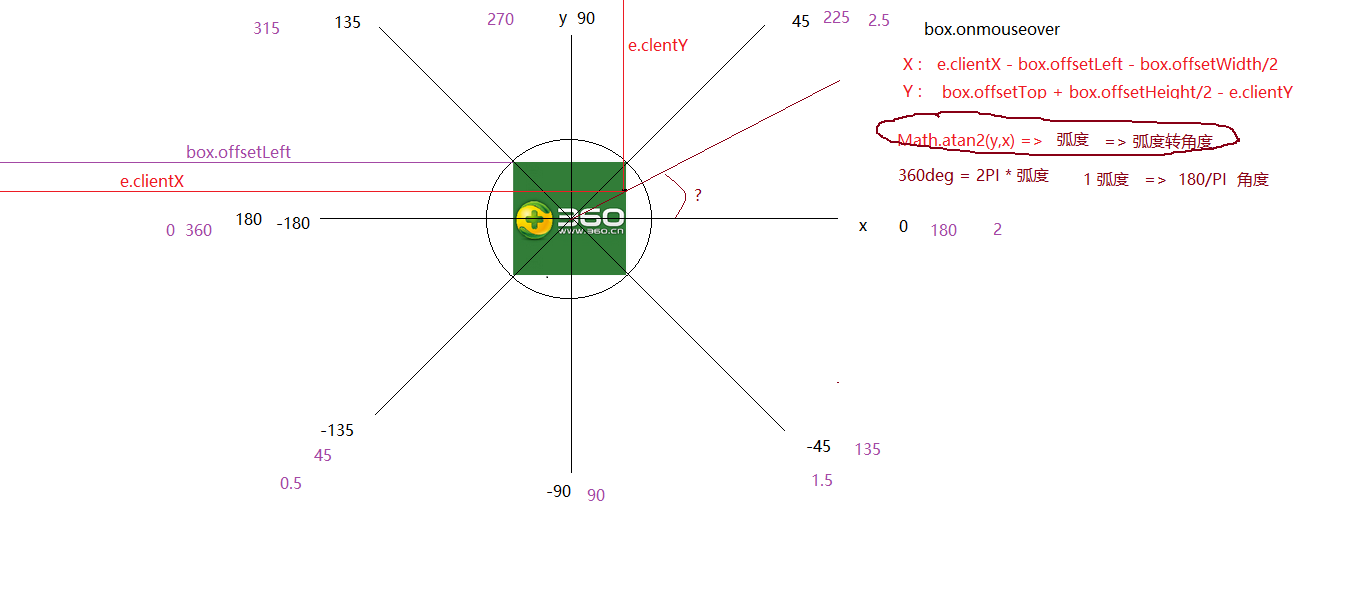 315
135
270
y 90
45
225
2.5
box.onmouseover
e.clentY
X : e.clientX - box.offsetLeft - box.offsetWidth/2
Y : box.offsetTop + box.offsetHeight/2 - e.clientY
Math.atan2(y,x) => 弧度 => 弧度转角度
360deg = 2PI * 弧度
1 弧度 => 180/PI 角度
box.offsetLeft
e.clientX
?
0 360
180
-180
360
www.360.cn
x
0
180
2
-135
45
0.5
-45
135
1.5
-90
90